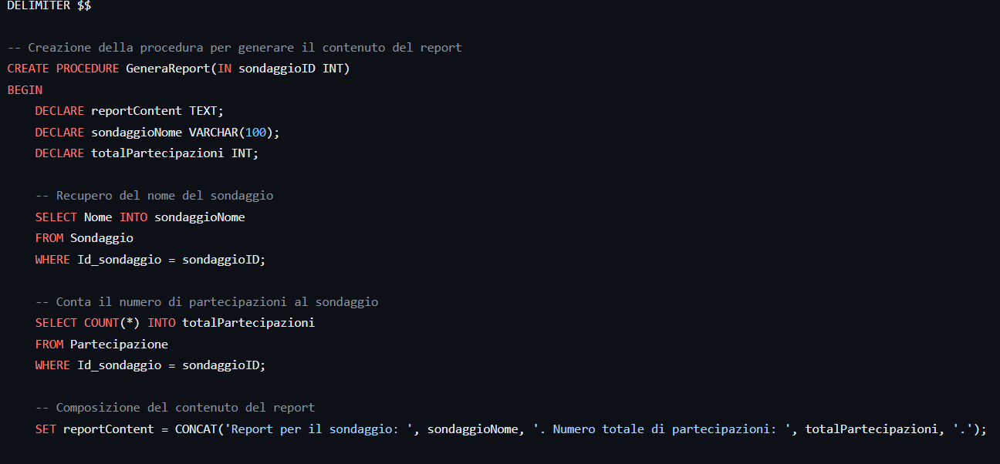 DELIMITER $$
-- Creazione della procedura per generare il contenuto del report
CREATE PROCEDURE GeneraReport(IN sondaggioID INT)
BEGIN
    DECLARE reportContent TEXT;
    DECLARE sondaggioNome VARCHAR(100);
    DECLARE totalPartecipazioni INT;
    -- Recupero del nome del sondaggio
    SELECT Nome INTO sondaggioNome
    FROM Sondaggio
    WHERE Id_sondaggio = sondaggioID;
    -- Conta il numero di partecipazioni al sondaggio
    SELECT COUNT(*) INTO totalPartecipazioni
    FROM Partecipazione
    WHERE Id_sondaggio = sondaggioID;
    -- Composizione del contenuto del report
    SET reportContent = CONCAT('Report per il sondaggio: ', sondaggioNome, '. Numero totale di partecipazioni: ', totalPartecipazioni, '.');